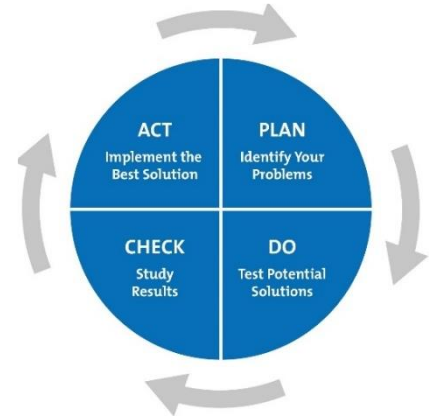 ACT
Implement the
Best Solution
PLAN
Identify Your
Problems
CHECK
Study
Results
DO
Test Potential
Solutions